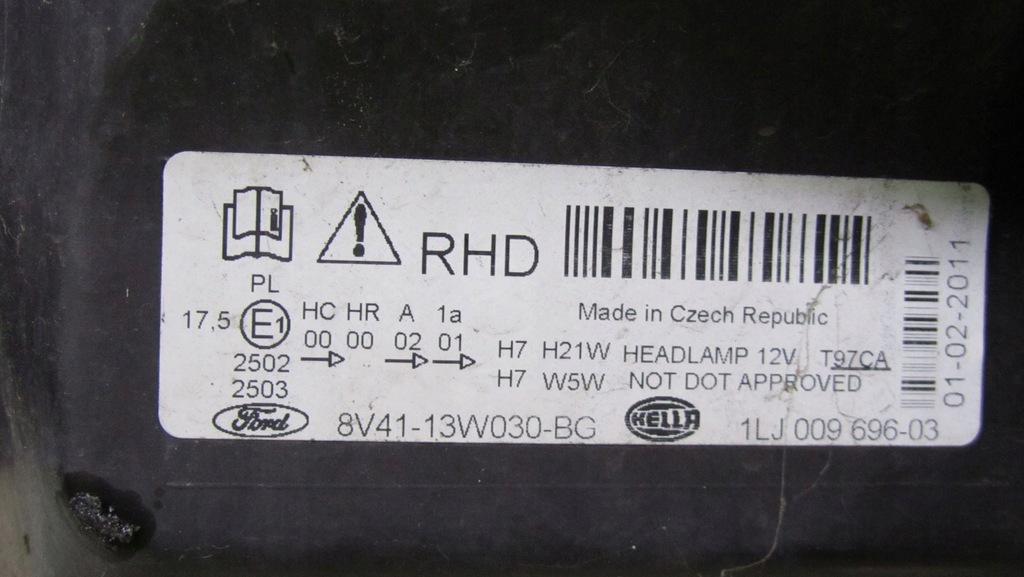 RHD
PL
Made in Czech Republic
17,5 E1 HC HR A 1a
00 00 02 01
2502
2503
H7 H21W HEADLAMP 12V T97CA
H7 W5W NOT DOT APPROVED
Ford 8V41-13W030-BG HELLA 1LJ 009 696-03
01-02-2011